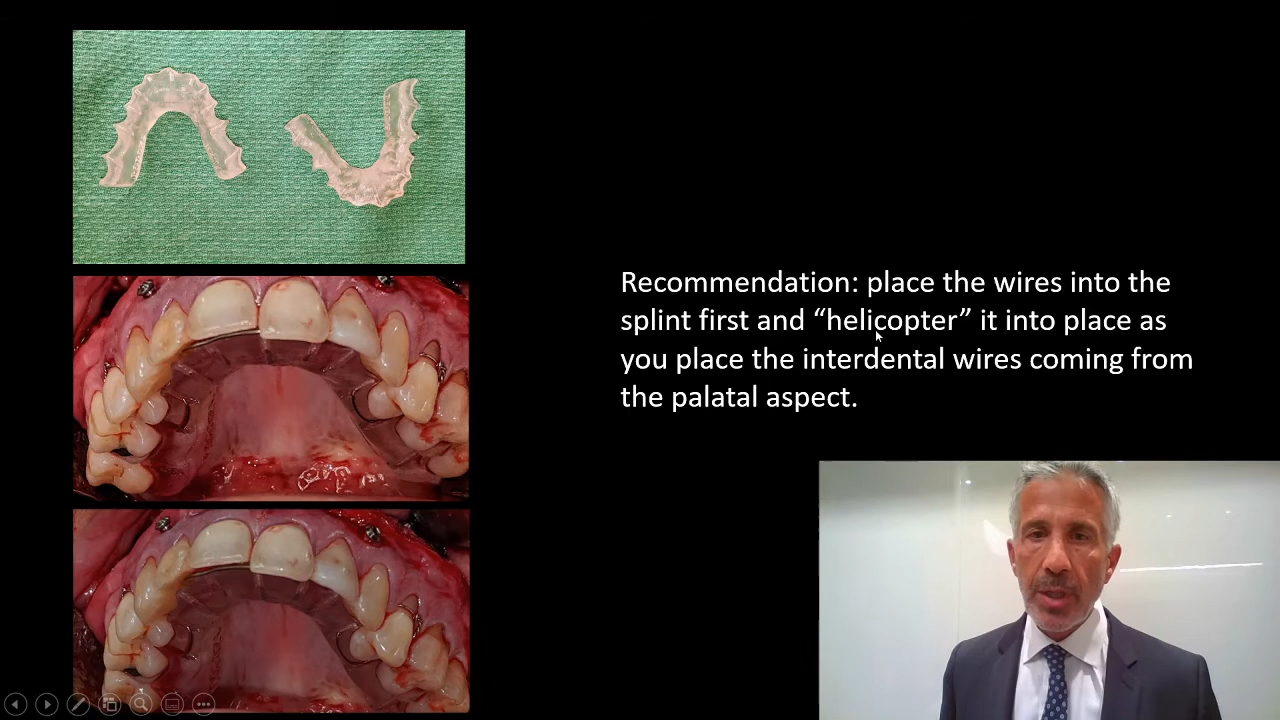 Recommendation: place the wires into the
splint first and “helicopter” it into place as
you place the interdental wires coming from
the palatal aspect.